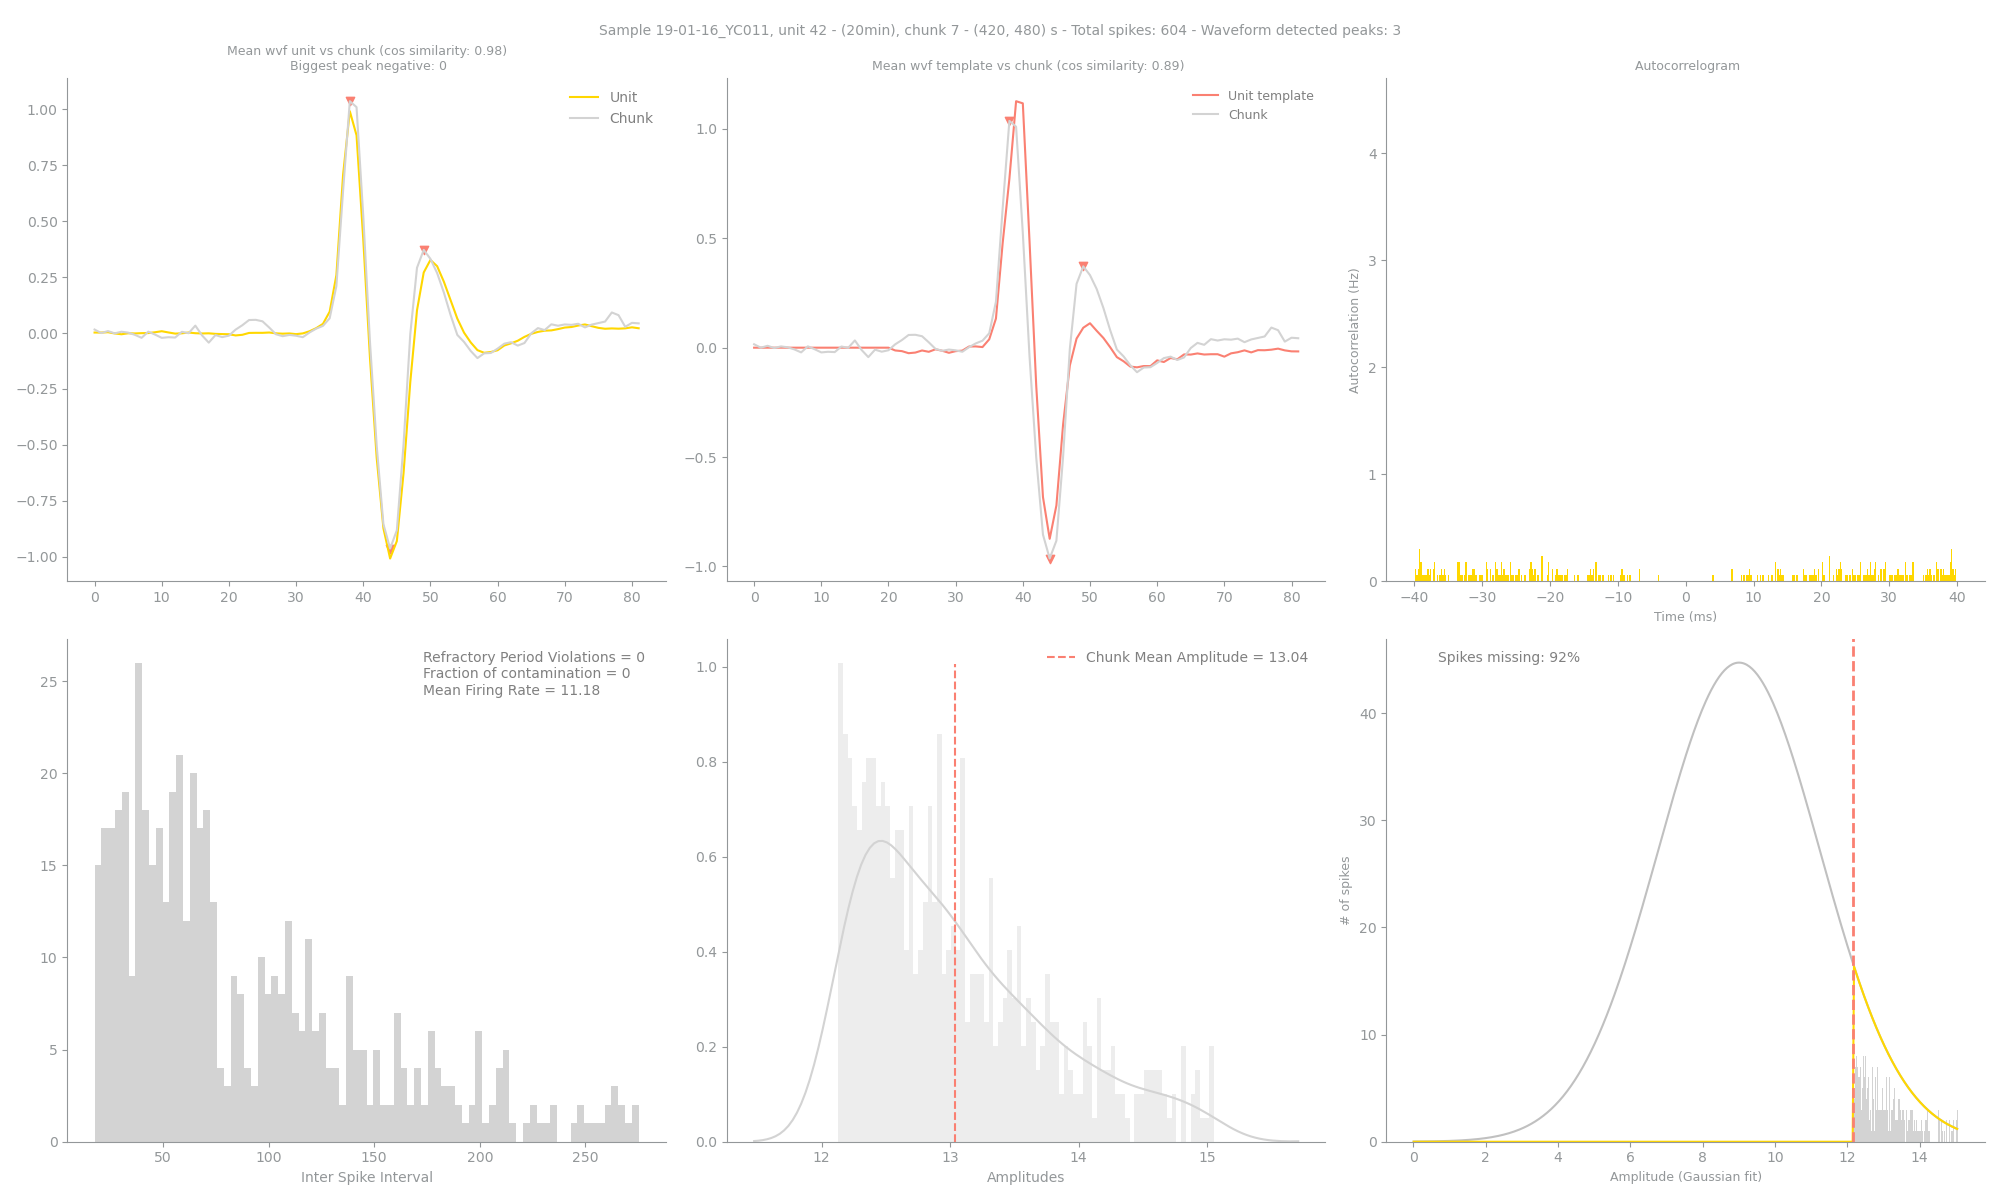 Sample 19-01-16_YC011, unit 42 - (20min), chunk 7 - (420, 480) s - Total spikes: 604 - Waveform detected peaks: 3
Mean wvf unit vs chunk (cos similarity: 0.98)
Biggest peak negative: 0
Unit
Chunk
1.00
0.75
0.50
0.25
0.00
−0.25
−0.50
−0.75
−1.00
0 10 20 30 40 50 60 70 80
Mean wvf template vs chunk (cos similarity: 0.89)
Unit template
Chunk
1.0
0.5
0.0
−0.5
−1.0
0 10 20 30 40 50 60 70 80
Autocorrelogram
Autocorrelation (Hz)
4
3
2
1
0
−40 −30 −20 −10 0 10 20 30 40
Time (ms)
Refractory Period Violations = 0
Fraction of contamination = 0
Mean Firing Rate = 11.18
25
20
15
10
5
0
50 100 150 200 250
Inter Spike Interval
Chunk Mean Amplitude = 13.04
1.0
0.8
0.6
0.4
0.2
0.0
12 13 14 15
Amplitudes
Spikes missing: 92%
# of spikes
40
30
20
10
0
0 2 4 6 8 10 12 14
Amplitude (Gaussian fit)